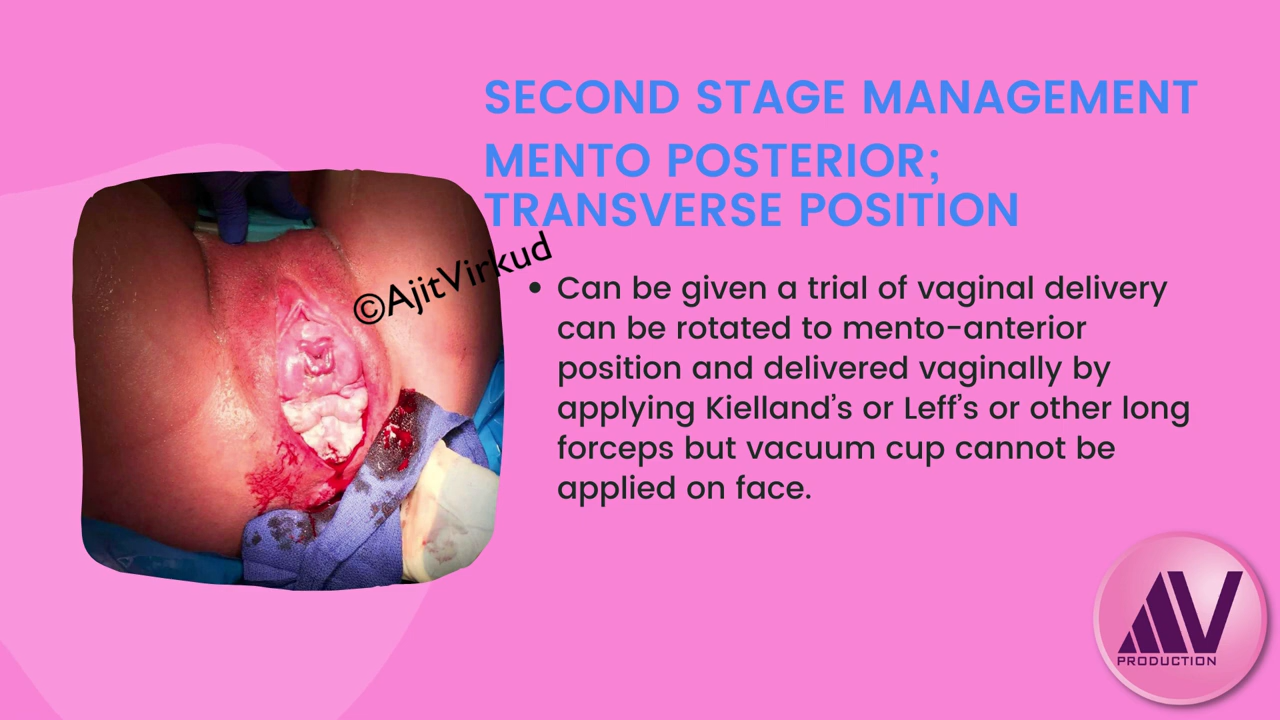 SECOND STAGE MANAGEMENT
MENTO POSTERIOR;
TRANSVERSE POSITION
©AjitVirkud
• Can be given a trial of vaginal delivery
can be rotated to mento-anterior
position and delivered vaginally by
applying Kielland's or Leff's or other long
forceps but vacuum cup cannot be
applied on face.
AV
PRODUCTION